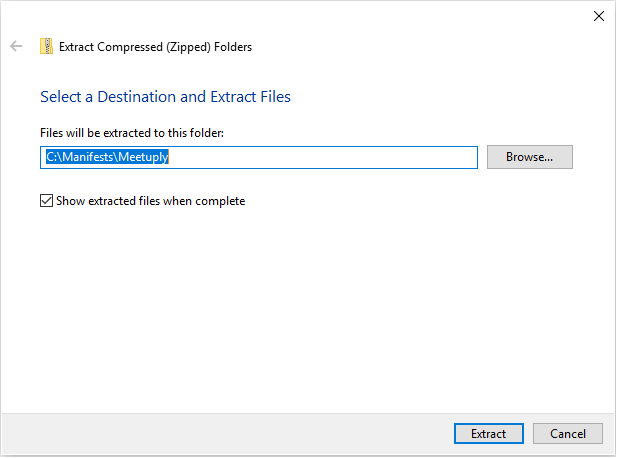 Extract Compressed (Zipped) Folders
Select a Destination and Extract Files
Files will be extracted to this folder:
C:\Manifests\Meetuply
Browse...
Show extracted files when complete
Extract
Cancel